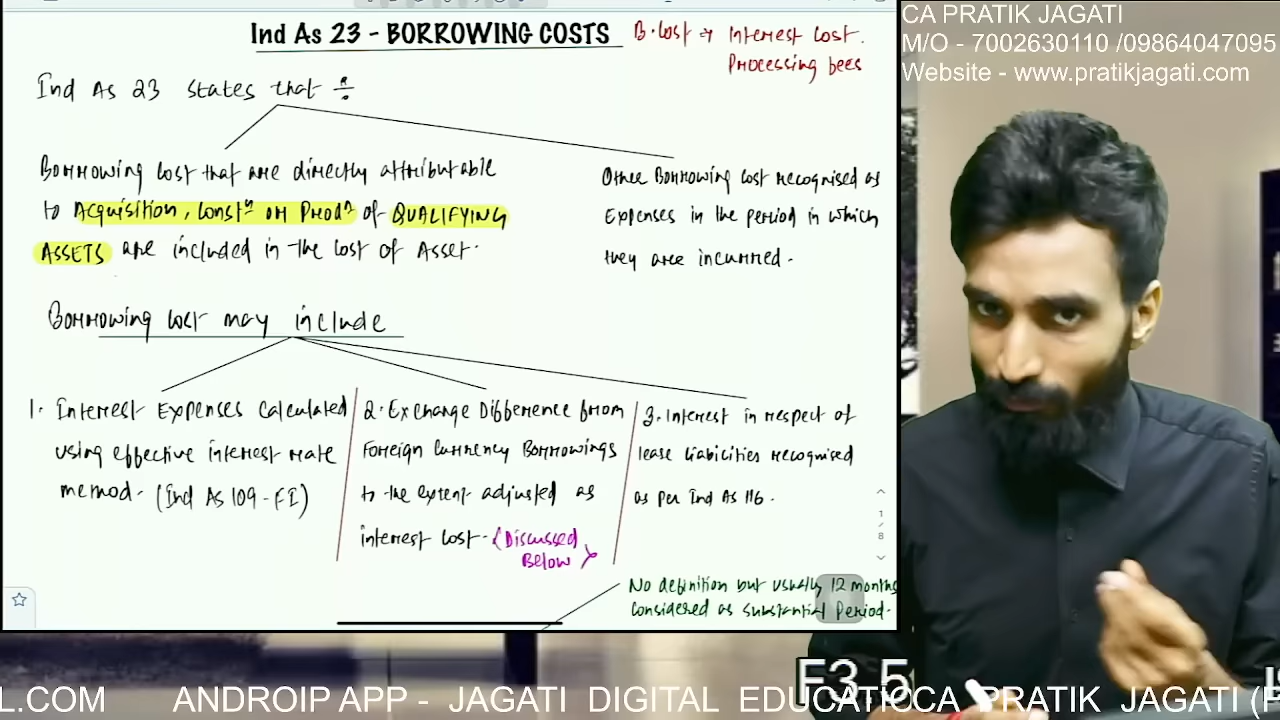 Ind As 23 - BORROWING COSTS
B. Cost → Interest Cost.
Processing fees
Ind As 23 states that ÷
Borrowing Cost that are directly attributable
to Acquisition, Constⁿ or Prodⁿ of QUALIFYING
ASSETS are included in the Cost of Asset.
Other Borrowing Cost recognised as
Expenses in the period in which
they are incurred.
Borrowing Cost may include
1. Interest Expenses Calculated
using effective interest rate
method. (Ind As 109-FI)
2. Exchange Difference from
Foreign Currency Borrowings
to the extent adjusted as
interest Cost. (Discussed
Below)
3. Interest in respect of
lease liabilities recognised
as per Ind As 116.
1
/
8
No definition but usually 12 months
Considered as Substantial Period.
CA PRATIK JAGATI
M/O - 7002630110 /09864047095
Website - www.pratikjagati.com
F3.5
L.COM ANDROIP APP - JAGATI DIGITAL EDUCATIO
CA PRATIK JAGATI (F